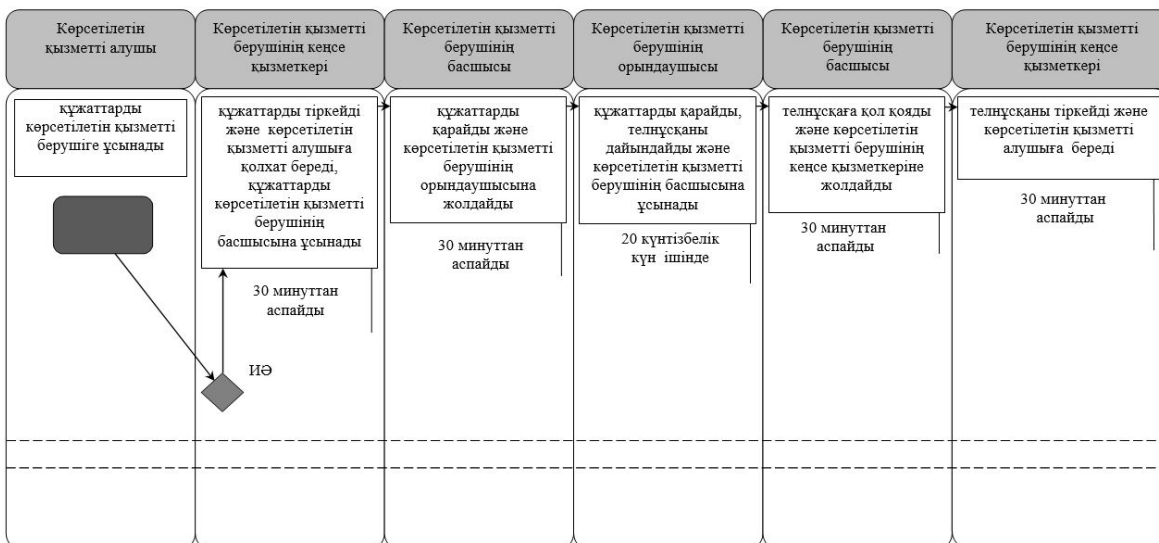 Көрсетілетін
қызметті алушы
Көрсетілетін қызметті
берушінің кеңсе
қызметкері
Көрсетілетін қызметті
берушінің
басшысы
Көрсетілетін қызметті
берушінің
орындаушысы
Көрсетілетін қызметті
берушінің
басшысы
Көрсетілетін қызметті
берушінің кеңсе
қызметкері
құжаттарды
көрсетілетін қызметті
берушіге ұсынады
құжаттарды тіркейді
және көрсетілетін
қызметті алушыға
қолхат береді,
құжаттарды
көрсетілетін қызметті
берушінің
басшысына ұсынады
30 минуттан
аспайды
ИӘ
құжаттарды
қарайды және
көрсетілетін қызметті
берушінің
орындаушысына
жолдайды
30 минуттан
аспайды
құжаттарды қарайды,
телнұсқаны
дайындайды және
көрсетілетін қызметті
берушінің басшысына
ұсынады
20 күнтізбелік
күн ішінде
телнұсқаға қол қояды
және көрсетілетін
қызметті берушінің
кеңсе қызметкеріне
жолдайды
30 минуттан
аспайды
телнұсқаны тіркейді және
көрсетілетін қызметті
алушыға береді
30 минуттан
аспайды